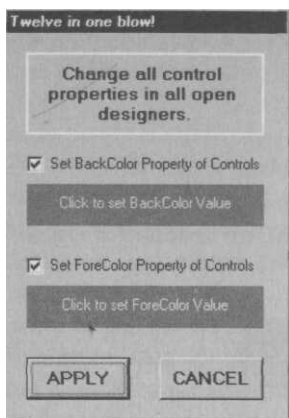 Twelve in one blow!
Change all control
properties in all open
designers.
Set BackColor Property of Controls
Click to set BackColor Value
Set ForeColor Property of Controls
Click to set ForeColor Value
APPLY
CANCEL